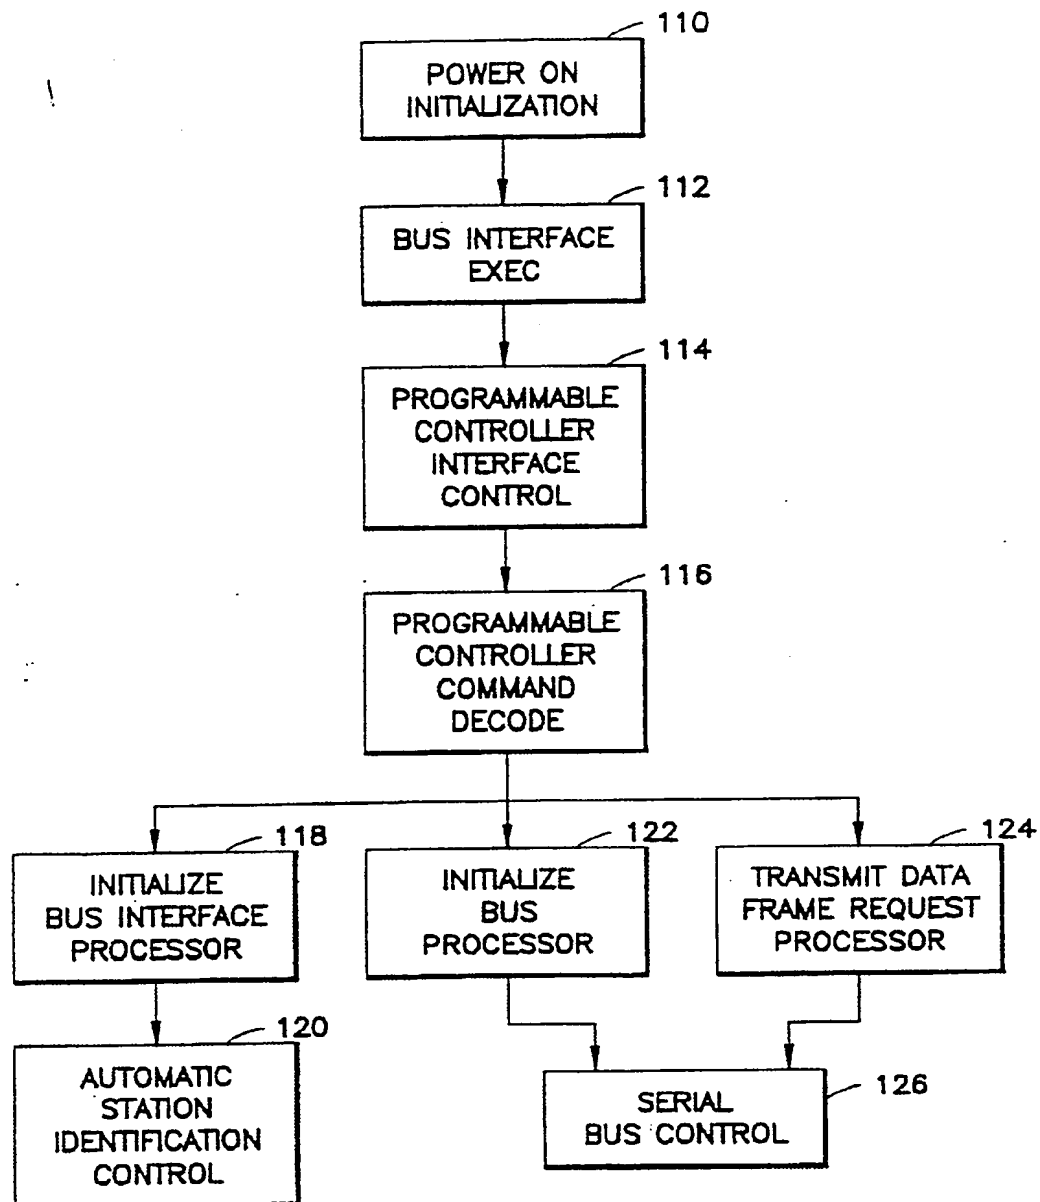 110
POWER ON
INITIALIZATION
112
BUS INTERFACE
EXEC
114
PROGRAMMABLE
CONTROLLER
INTERFACE
CONTROL
116
PROGRAMMABLE
CONTROLLER
COMMAND
DECODE
118
INITIALIZE
BUS INTERFACE
PROCESSOR
122
INITIALIZE
BUS
PROCESSOR
124
TRANSMIT DATA
FRAME REQUEST
PROCESSOR
120
AUTOMATIC
STATION
IDENTIFICATION
CONTROL
126
SERIAL
BUS CONTROL